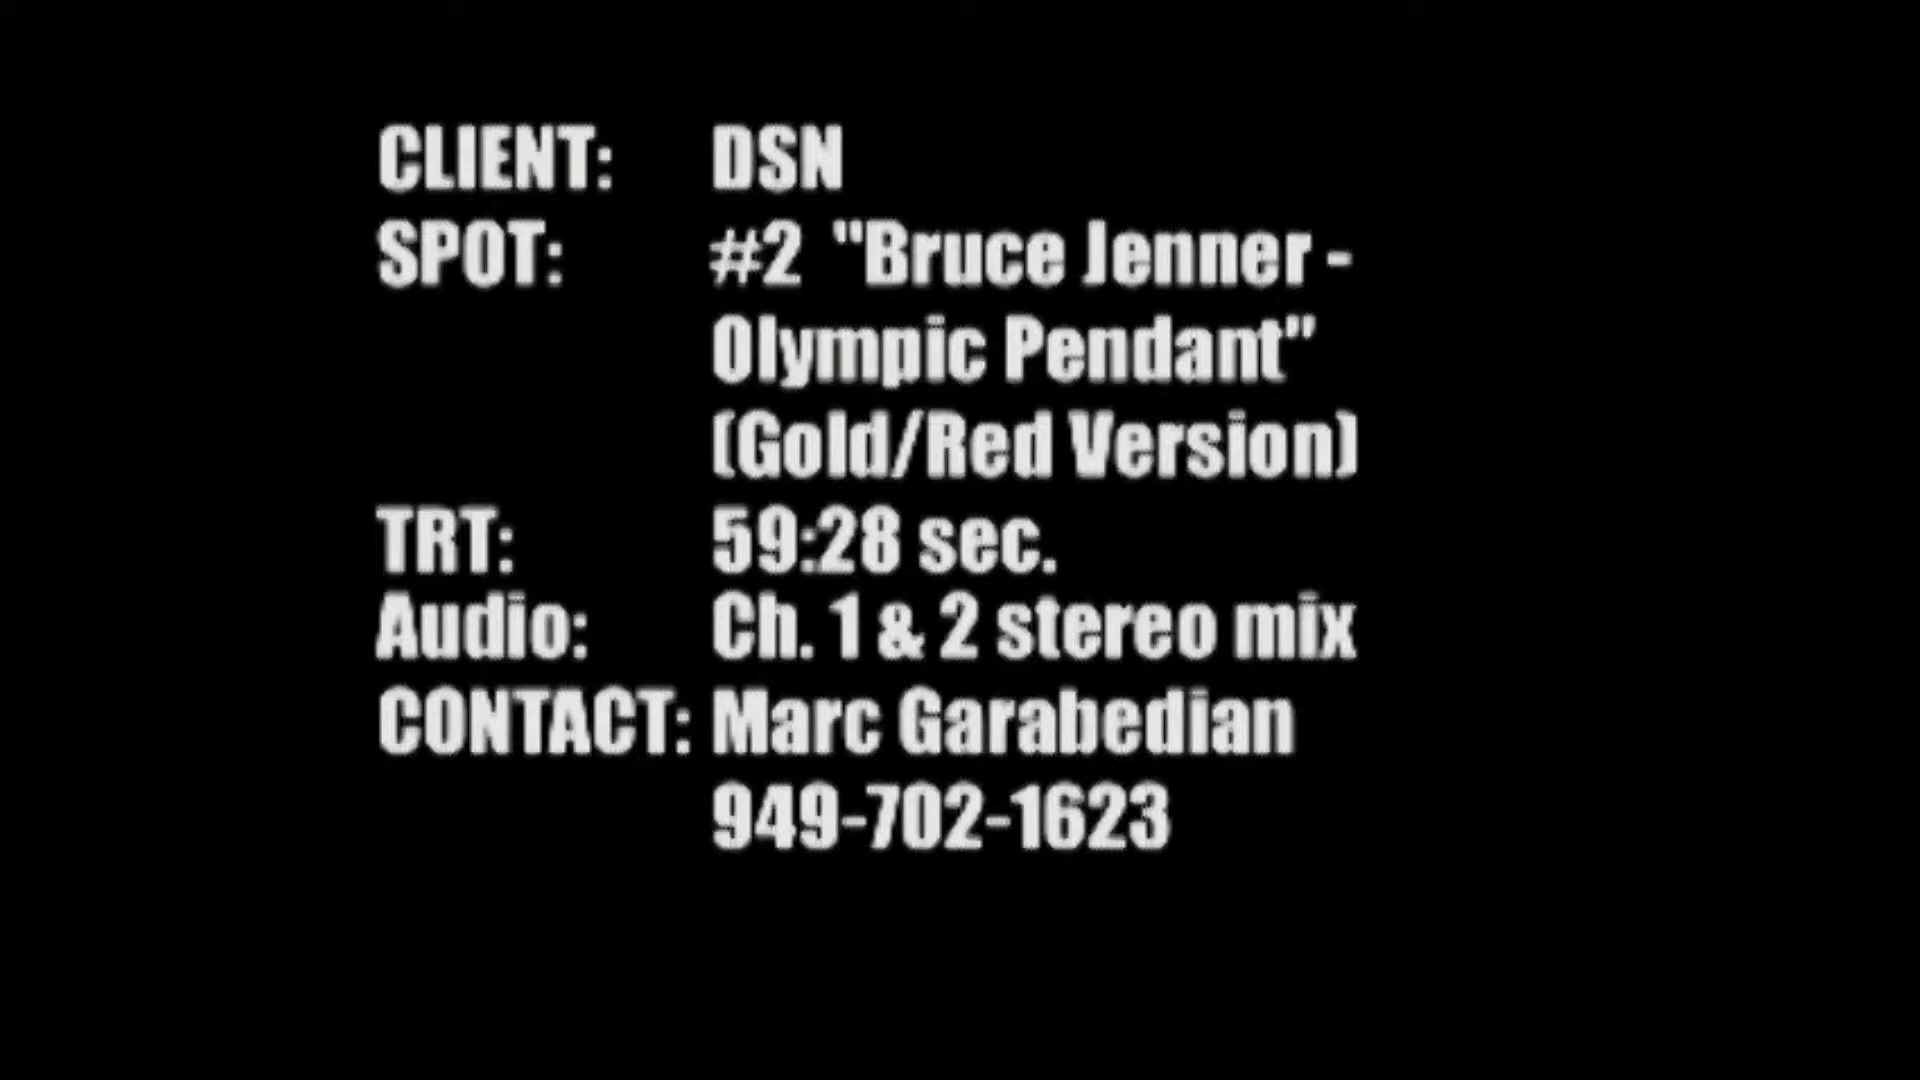 CLIENT: DSN
SPOT: #2 "Bruce Jenner -
Olympic Pendant"
(Gold/Red Version)
TRT: 59:28 sec.
Audio: Ch. 1 & 2 stereo mix
CONTACT: Marc Garabedian
949-702-1623